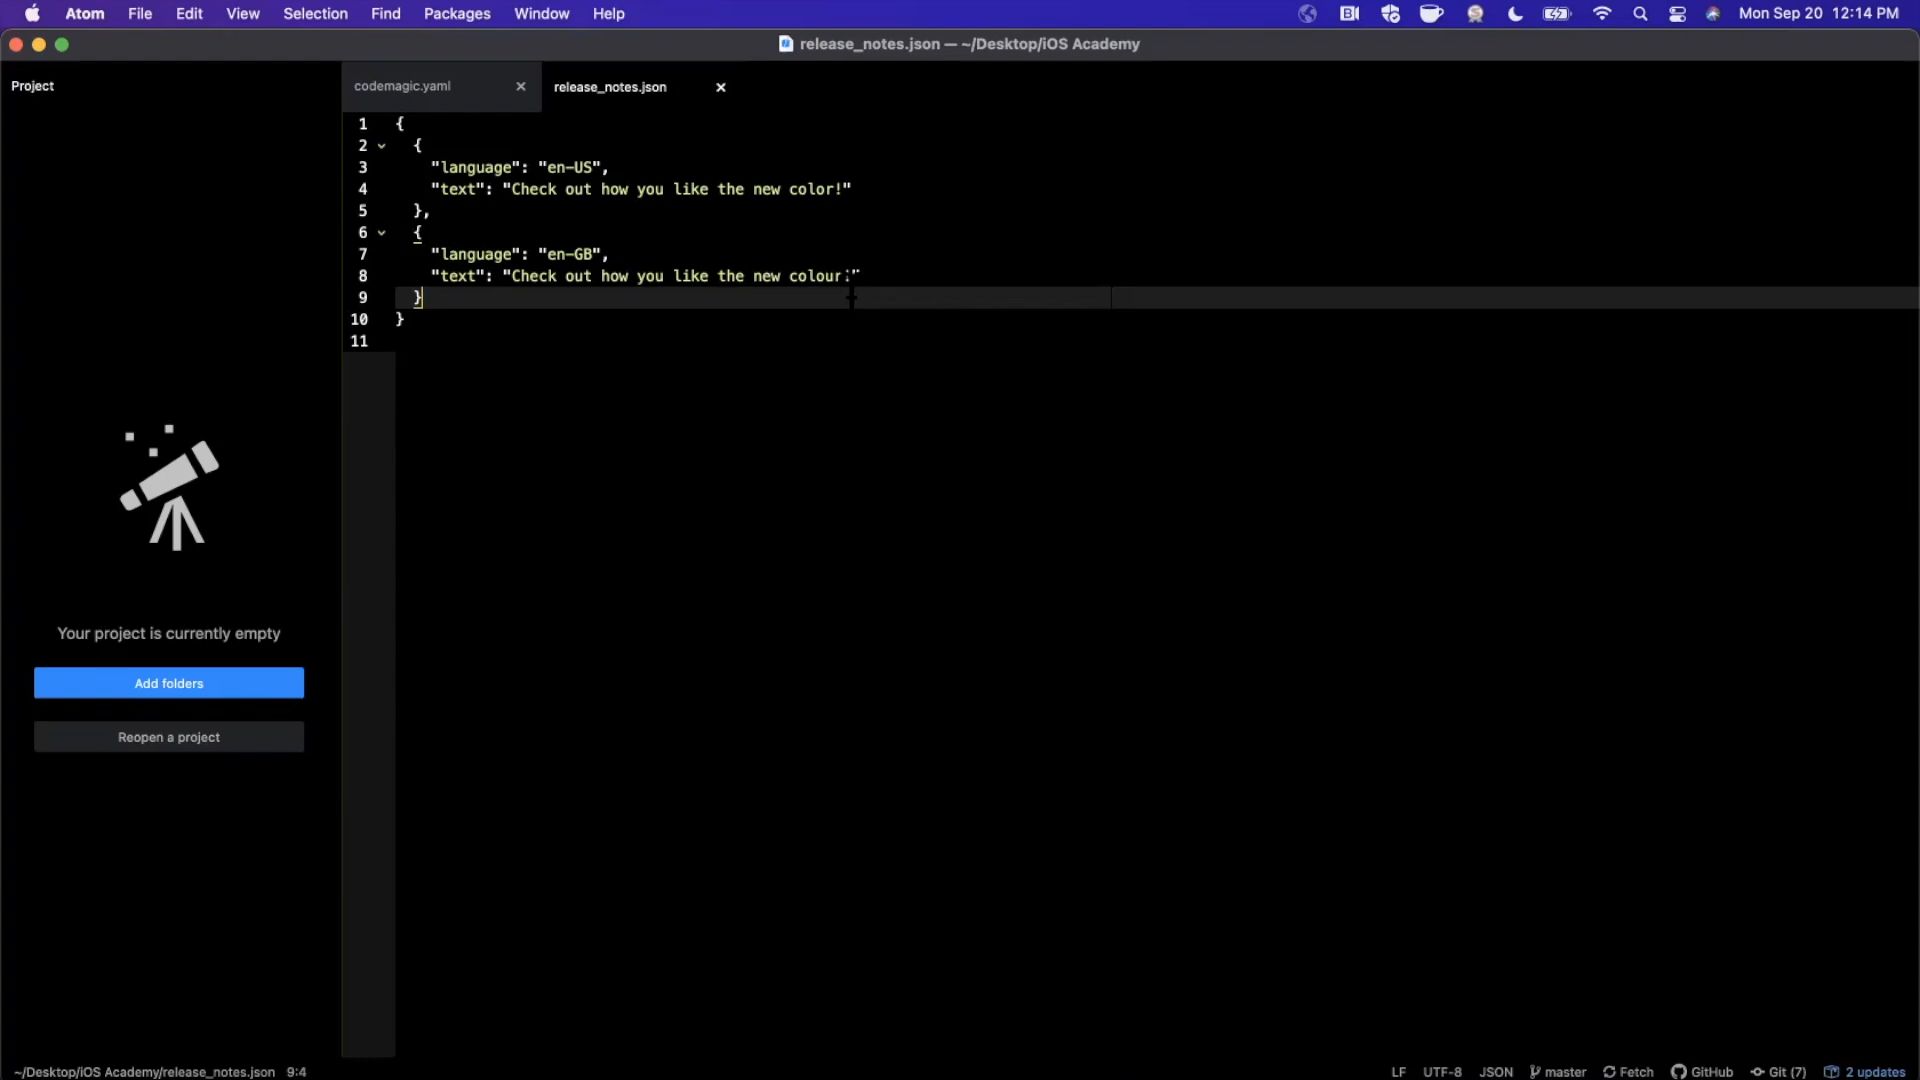 Atom File Edit View Selection Find Packages Window Help Mon Sep 20 12:14 PM
release_notes.json — ~/Desktop/iOS Academy
Project
codemagic.yaml
release_notes.json
1 {
2 {
3 "language": "en-US",
4 "text": "Check out how you like the new color!"
5 },
6 {
7 "language": "en-GB",
8 "text": "Check out how you like the new colour!"
9 }
10 }
11
Your project is currently empty
Add folders
Reopen a project
~/Desktop/iOS Academy/release_notes.json 9:4 LF UTF-8 JSON master Fetch GitHub Git (7) 2 updates